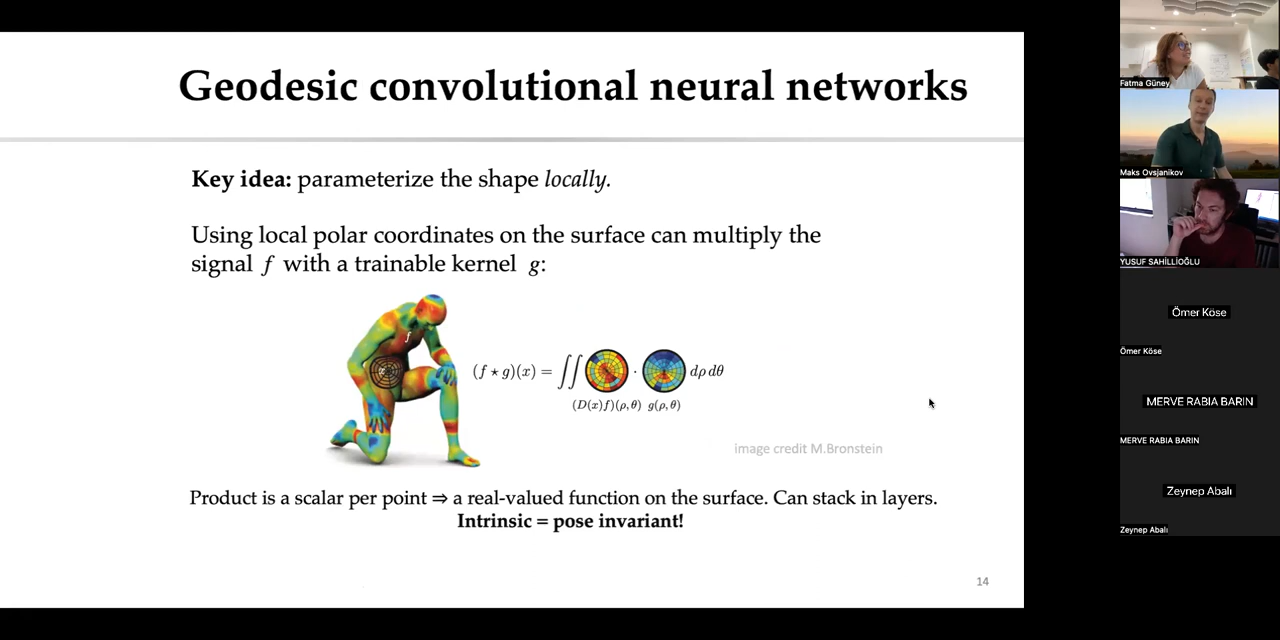 Geodesic convolutional neural networks
Key idea: parameterize the shape locally.
Using local polar coordinates on the surface can multiply the
signal f with a trainable kernel g:
f
x
(f ⋆ g)(x) = ∫∫ · dρ dθ
(D(x)f)(ρ, θ) g(ρ, θ)
image credit M.Bronstein
Product is a scalar per point ⇒ a real-valued function on the surface. Can stack in layers.
Intrinsic = pose invariant!
14
Fatma Güney
Maks Ovsjanikov
YUSUF SAHİLLİOĞLU
Ömer Köse
Ömer Köse
MERVE RABIA BARIN
MERVE RABIA BARIN
Zeynep Abalı
Zeynep Abalı